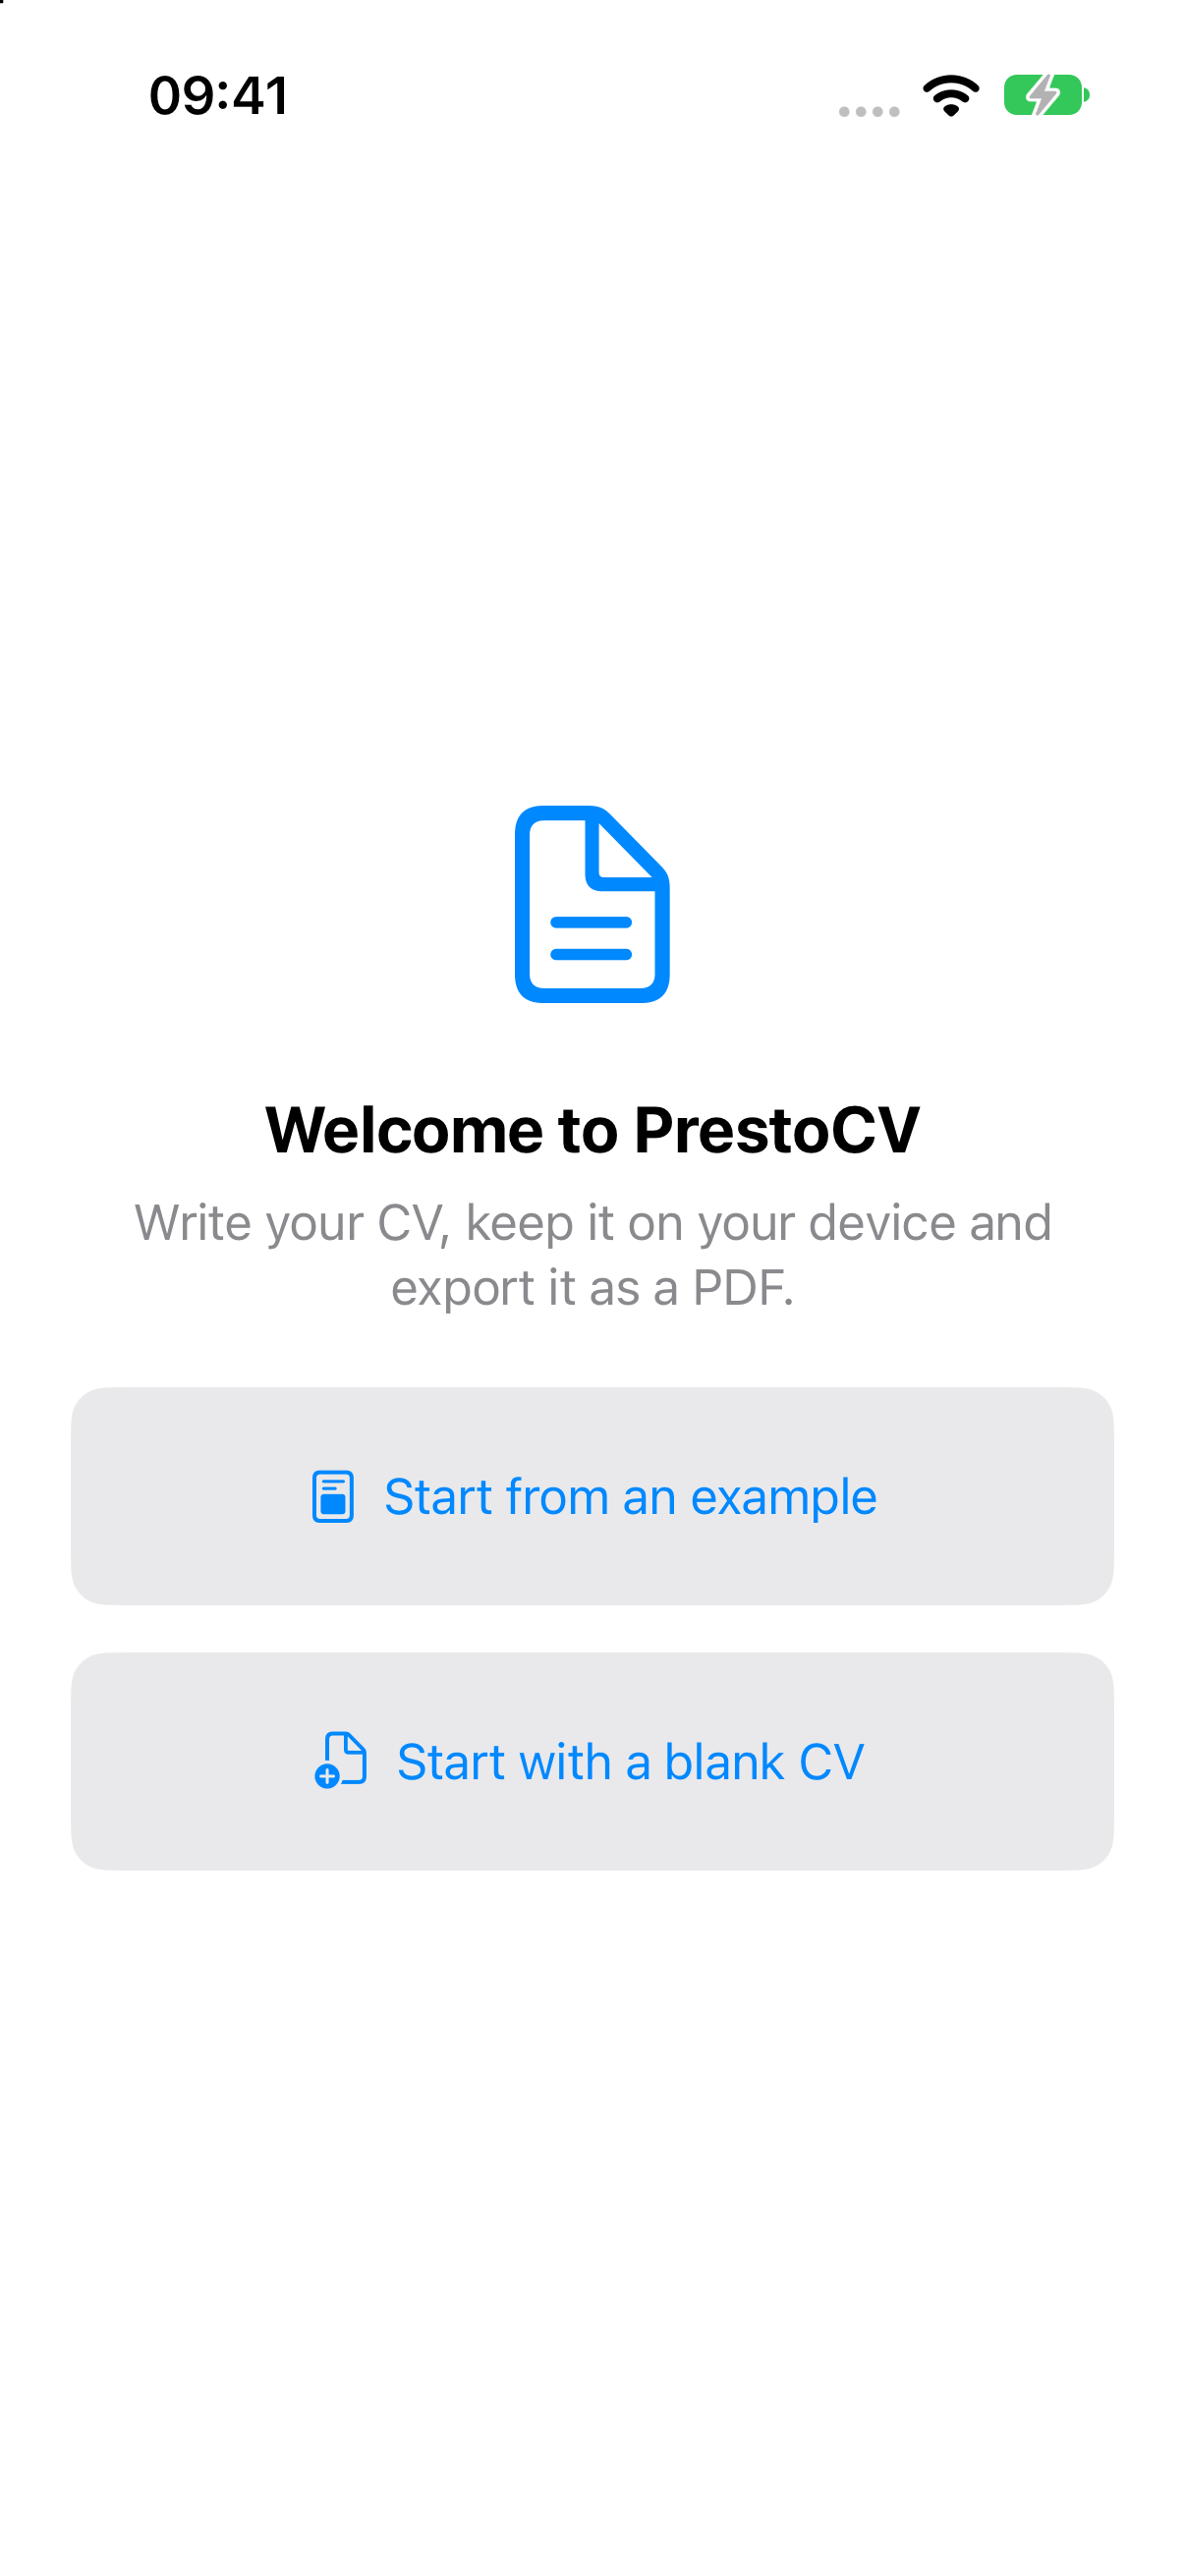 09:41
Welcome to PrestoCV
Write your CV, keep it on your device and
export it as a PDF.
Start from an example
Start with a blank CV